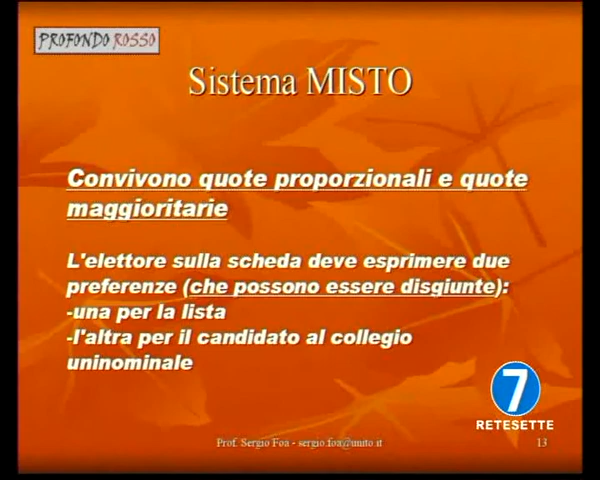 PROFONDO ROSSO
Sistema MISTO
Convivono quote proporzionali e quote
maggioritarie
L'elettore sulla scheda deve esprimere due
preferenze (che possono essere disgiunte):
-una per la lista
-l'altra per il candidato al collegio
uninominale
7
RETESETTE
Prof. Sergio Foa - sergio.foa@unito.it
13